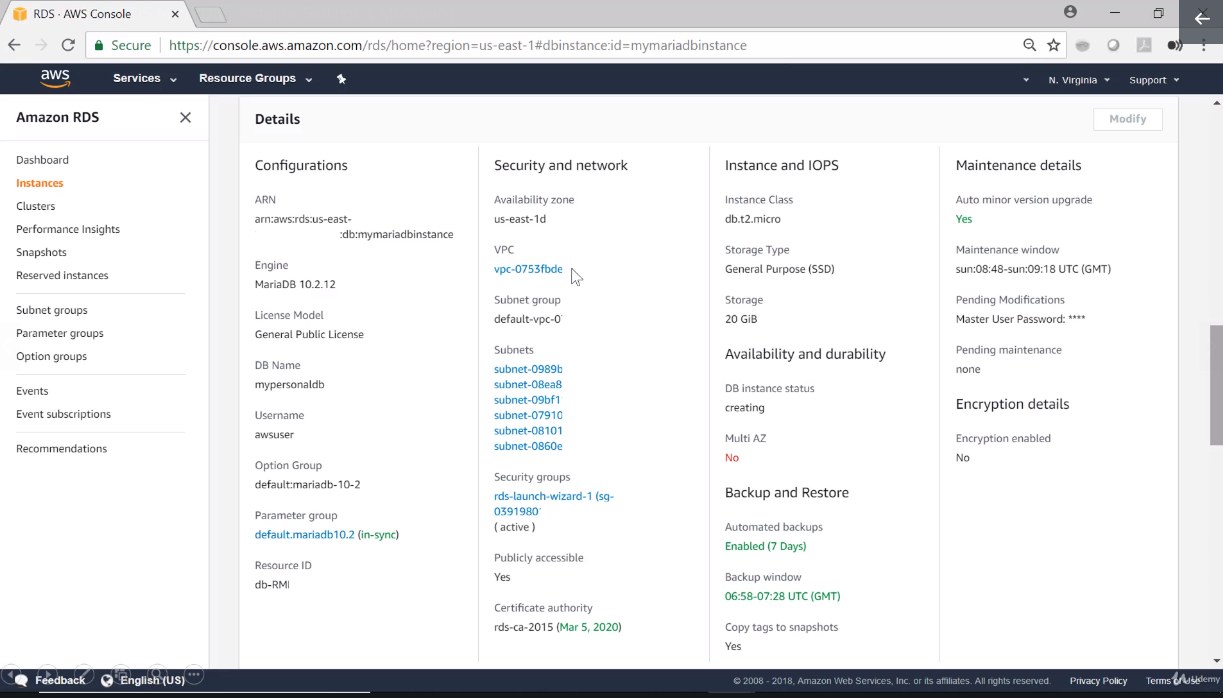 RDS · AWS Console
Secure
https://console.aws.amazon.com/rds/home?region=us-east-1#dbinstance:id=mymariadbinstance
aws
Services
Resource Groups
N. Virginia
Support
Amazon RDS
Dashboard
Instances
Clusters
Performance Insights
Snapshots
Reserved instances
Subnet groups
Parameter groups
Option groups
Events
Event subscriptions
Recommendations
Details
Modify
Configurations
ARN
arn:aws:rds:us-east-
:db:mymariadbinstance
Engine
MariaDB 10.2.12
License Model
General Public License
DB Name
mypersonaldb
Username
awsuser
Option Group
default:mariadb-10-2
Parameter group
default.mariadb10.2 (in-sync)
Resource ID
db-RMI
Security and network
Availability zone
us-east-1d
VPC
vpc-0753fbde
Subnet group
default-vpc-0
Subnets
subnet-0989b
subnet-08ea8
subnet-09bf1
subnet-07910
subnet-08101
subnet-0860e
Security groups
rds-launch-wizard-1 (sg-
0391980
( active )
Publicly accessible
Yes
Certificate authority
rds-ca-2015 (Mar 5, 2020)
Instance and IOPS
Instance Class
db.t2.micro
Storage Type
General Purpose (SSD)
Storage
20 GiB
Availability and durability
DB instance status
creating
Multi AZ
No
Backup and Restore
Automated backups
Enabled (7 Days)
Backup window
06:58-07:28 UTC (GMT)
Copy tags to snapshots
Yes
Maintenance details
Auto minor version upgrade
Yes
Maintenance window
sun:08:48-sun:09:18 UTC (GMT)
Pending Modifications
Master User Password: ****
Pending maintenance
none
Encryption details
Encryption enabled
No
Feedback
English (US)
© 2008 - 2018, Amazon Web Services, Inc. or its affiliates. All rights reserved.
Privacy Policy
Terms of Use
Udemy